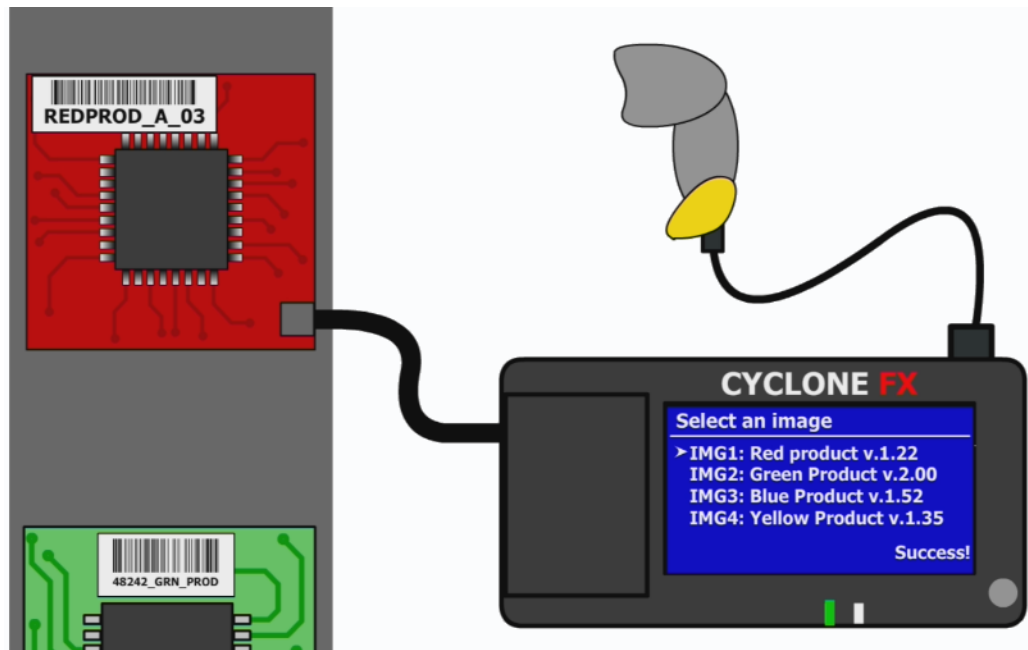 REDPROD_A_03
CYCLONE FX
Select an image
➤IMG1: Red product v.1.22
IMG2: Green Product v.2.00
IMG3: Blue Product v.1.52
IMG4: Yellow Product v.1.35
Success!
48242_GRN_PROD